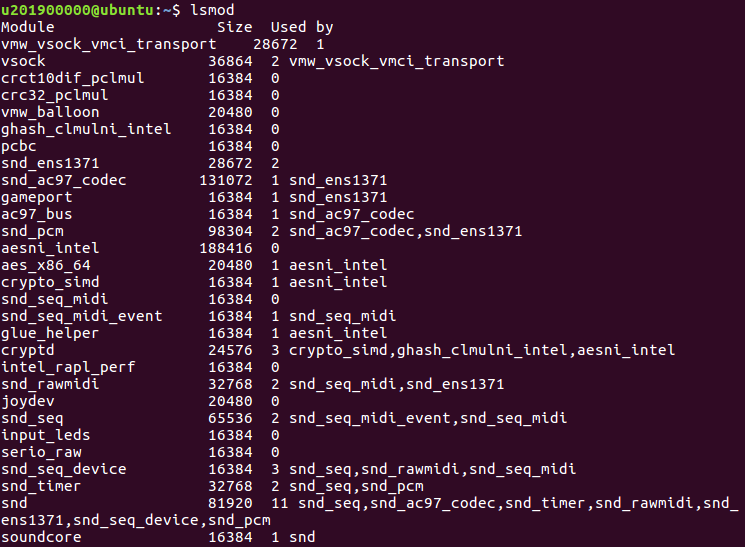 u201900000@ubuntu:~$ lsmod
Module                  Size  Used by
vmw_vsock_vmci_transport    28672  1
vsock                  36864  2 vmw_vsock_vmci_transport
crct10dif_pclmul       16384  0
crc32_pclmul           16384  0
vmw_balloon            20480  0
ghash_clmulni_intel    16384  0
pcbc                   16384  0
snd_ens1371            28672  2
snd_ac97_codec        131072  1 snd_ens1371
gameport               16384  1 snd_ens1371
ac97_bus               16384  1 snd_ac97_codec
snd_pcm                98304  2 snd_ac97_codec,snd_ens1371
aesni_intel           188416  0
aes_x86_64             20480  1 aesni_intel
crypto_simd            16384  1 aesni_intel
snd_seq_midi           16384  0
snd_seq_midi_event     16384  1 snd_seq_midi
glue_helper            16384  1 aesni_intel
cryptd                 24576  3 crypto_simd,ghash_clmulni_intel,aesni_intel
intel_rapl_perf        16384  0
snd_rawmidi            32768  2 snd_seq_midi,snd_ens1371
joydev                 20480  0
snd_seq                65536  2 snd_seq_midi_event,snd_seq_midi
input_leds             16384  0
serio_raw              16384  0
snd_seq_device         16384  3 snd_seq,snd_rawmidi,snd_seq_midi
snd_timer              32768  2 snd_seq,snd_pcm
snd                    81920  11 snd_seq,snd_ac97_codec,snd_timer,snd_rawmidi,snd_
ens1371,snd_seq_device,snd_pcm
soundcore              16384  1 snd